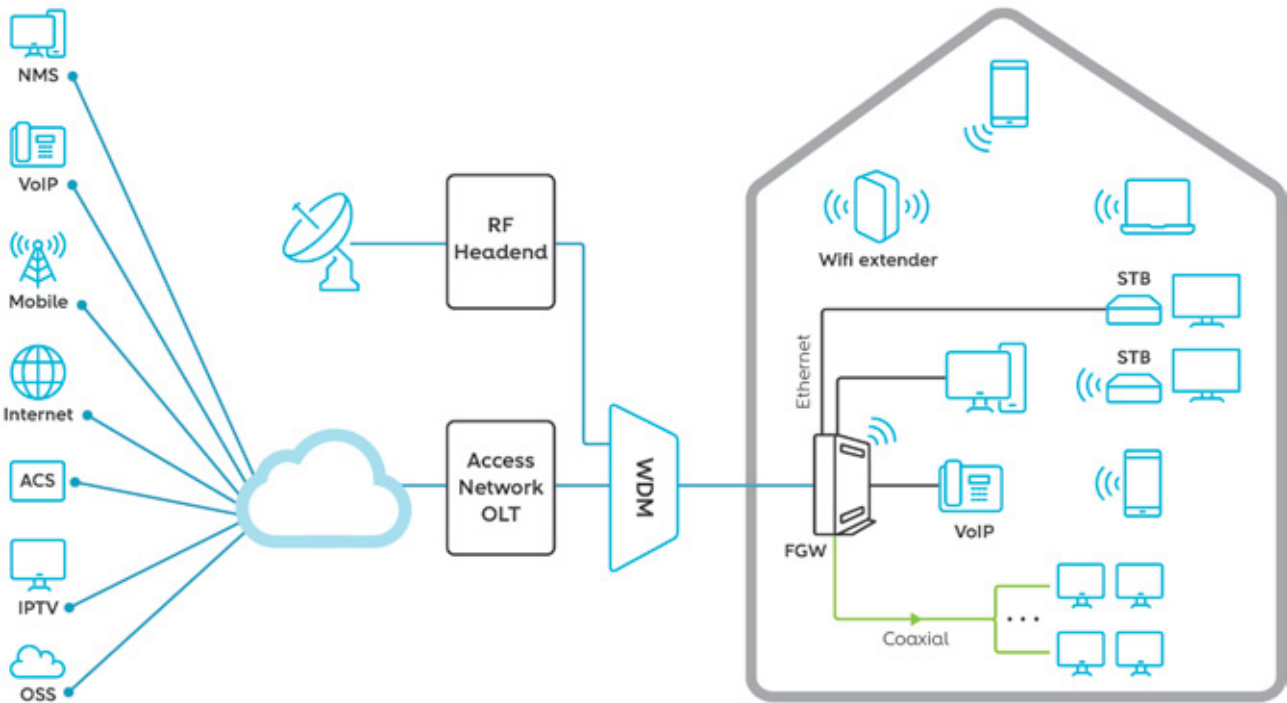 NMS
VoIP
Mobile
Internet
ACS
IPTV
OSS
RF
Headend
Access
Network
OLT
WDM
Wifi extender
STB
STB
Ethernet
FGW
VoIP
Coaxial